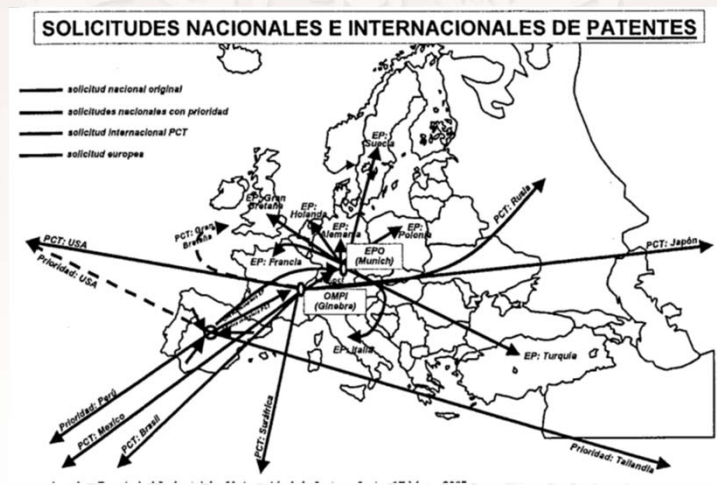 SOLICITUDES NACIONALES E INTERNACIONALES DE PATENTES
solicitud nacional original
solicitudes nacionales con prioridad
solicitud internacional PCT
solicitud europea
EP:
Suecia
EP: Gran
Bretaña
EP:
Holanda
EP:
Alemania
EP:
Polonia
PCT: Gran
Bretaña
PCT: Rusia
PCT: USA
PCT: Japón
EP: Francia
EPO
(Munich)
Prioridad: USA
OMPI
(Ginebra)
EP: Italia
EP: Turquía
Prioridad: Perú
PCT: Mexico
PCT: Brasil
PCT: Suráfrica
Prioridad: Tailandia